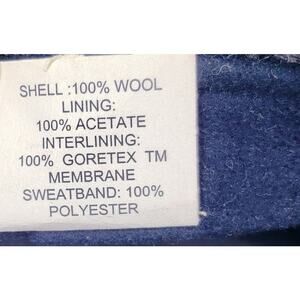 SHELL :100% WOOL
LINING:
100% ACETATE
INTERLINING:
100% GORETEX TM
MEMBRANE
SWEATBAND: 100%
POLYESTER